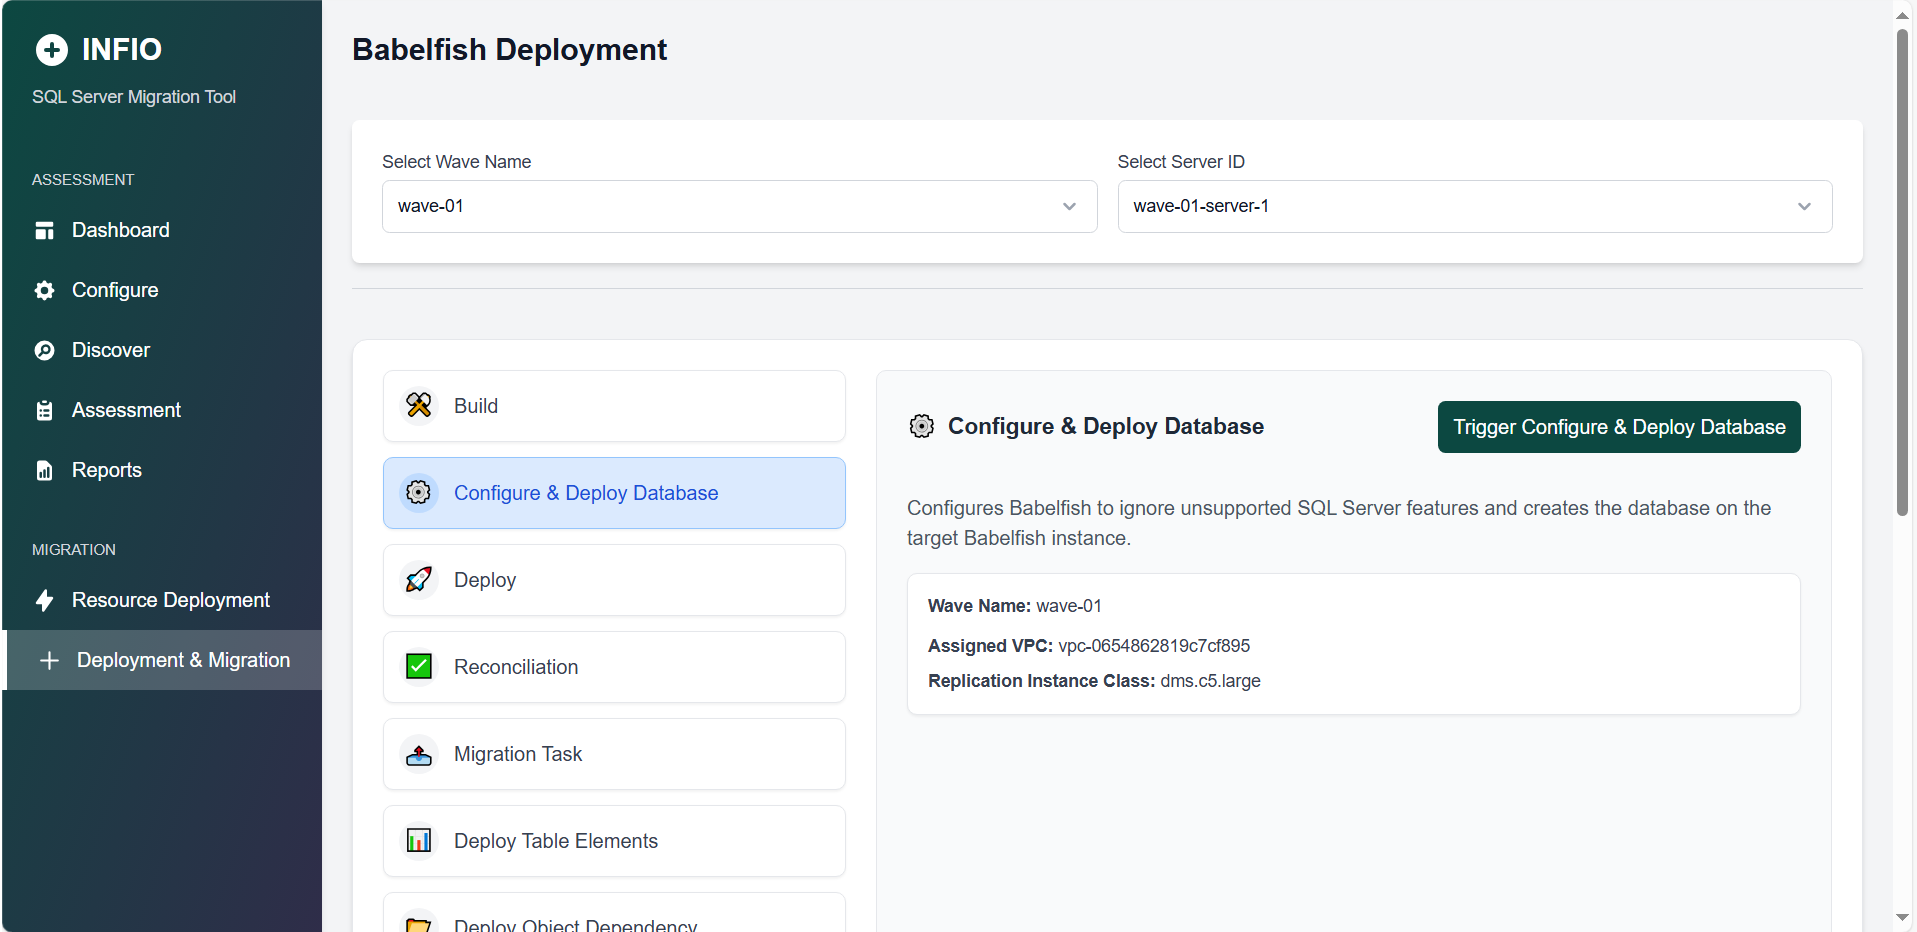 INFIO
SQL Server Migration Tool
ASSESSMENT
Dashboard
Configure
Discover
Assessment
Reports
MIGRATION
Resource Deployment
Deployment & Migration
Babelfish Deployment
Select Wave Name
wave-01
Select Server ID
wave-01-server-1
Build
Configure & Deploy Database
Deploy
Reconciliation
Migration Task
Deploy Table Elements
Deploy Object Dependency
Configure & Deploy Database
Trigger Configure & Deploy Database
Configures Babelfish to ignore unsupported SQL Server features and creates the database on the
target Babelfish instance.
Wave Name: wave-01
Assigned VPC: vpc-0654862819c7cf895
Replication Instance Class: dms.c5.large